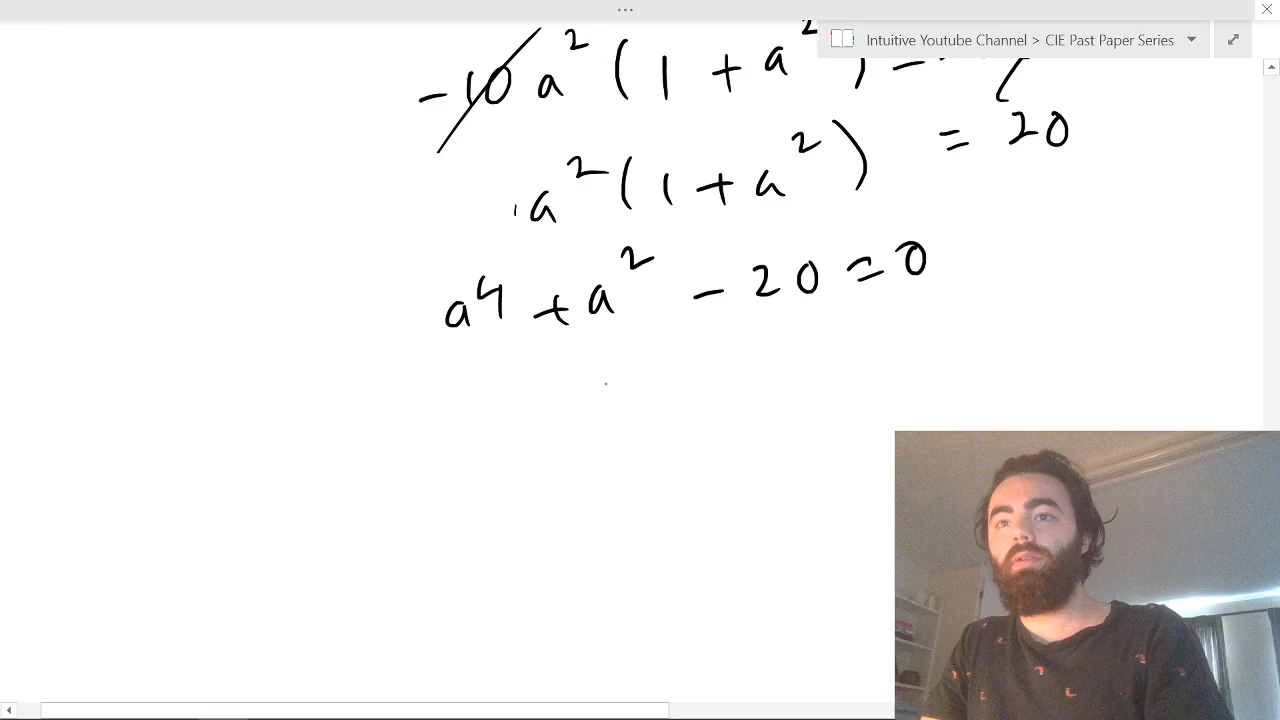 Intuitive Youtube Channel > CIE Past Paper Series
-10 a² (1 + a²) =
a² (1 + a²) = 20
a⁴ + a² - 20 = 0